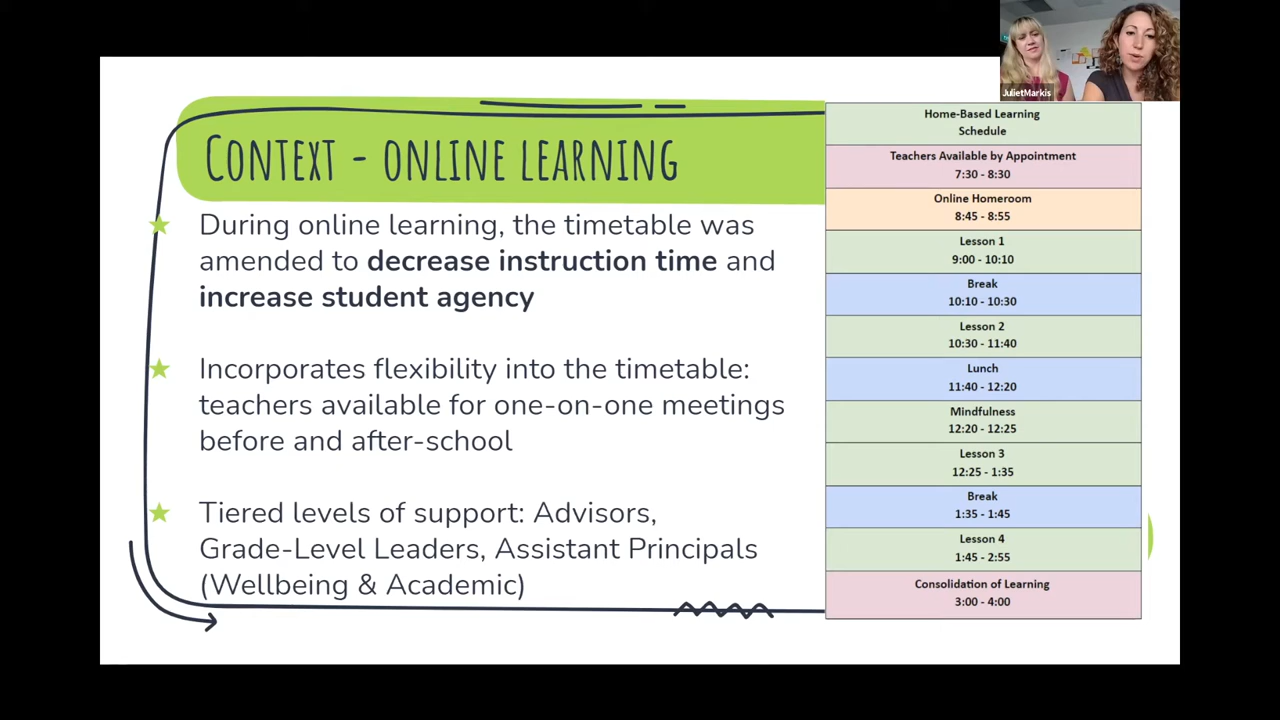 JulietMarkis
Context - online learning
During online learning, the timetable was
amended to decrease instruction time and
increase student agency
Incorporates flexibility into the timetable:
teachers available for one-on-one meetings
before and after-school
Tiered levels of support: Advisors,
Grade-Level Leaders, Assistant Principals
(Wellbeing & Academic)
Home-Based Learning
Schedule
Teachers Available by Appointment
7:30 - 8:30
Online Homeroom
8:45 - 8:55
Lesson 1
9:00 - 10:10
Break
10:10 - 10:30
Lesson 2
10:30 - 11:40
Lunch
11:40 - 12:20
Mindfulness
12:20 - 12:25
Lesson 3
12:25 - 1:35
Break
1:35 - 1:45
Lesson 4
1:45 - 2:55
Consolidation of Learning
3:00 - 4:00